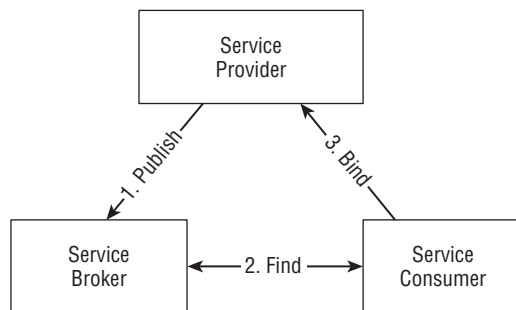 Service
Provider
1. Publish
3. Bind
Service
Broker
2. Find
Service
Consumer